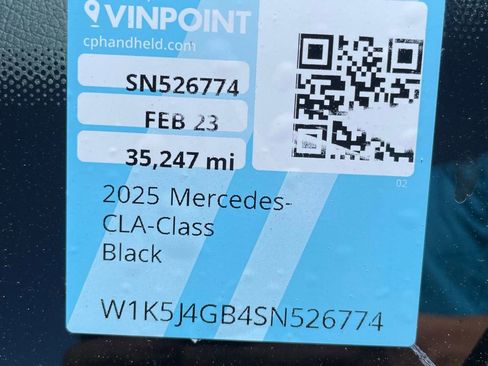 VINPOINT
cphandheld.com
SN526774
FEB 23
35,247 mi
2025 Mercedes-
CLA-Class
Black
02
W1K5J4GB4SN526774